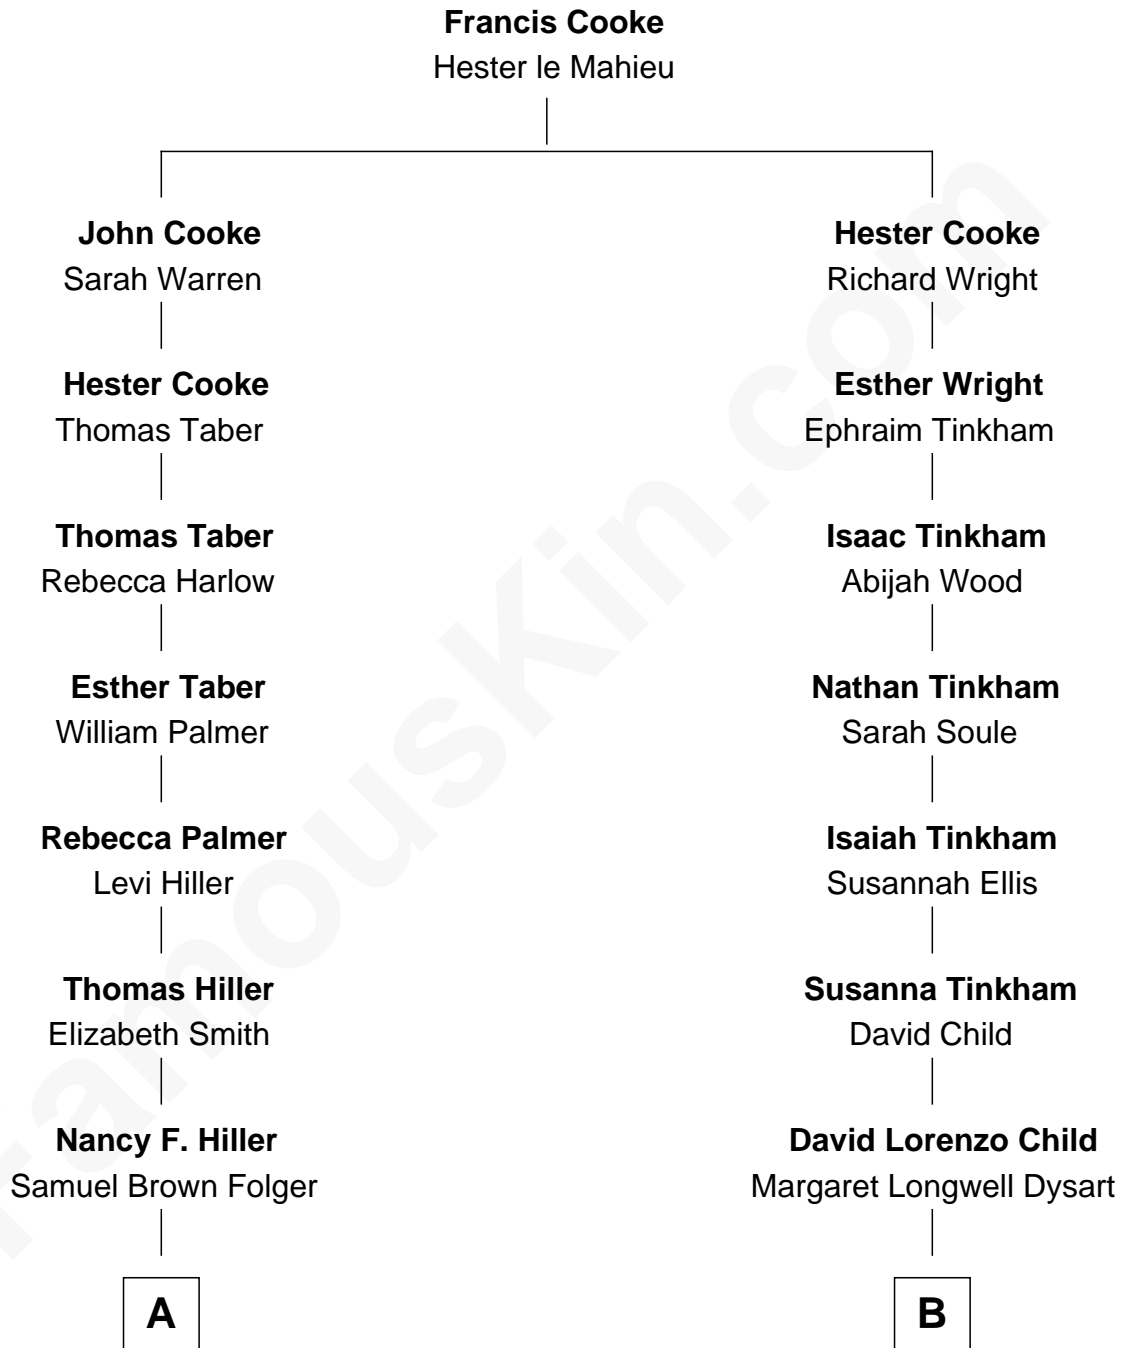 Francis Cooke
Hester le Mahieu
John Cooke
Sarah Warren
Hester Cooke
Richard Wright
Hester Cooke
Thomas Taber
Esther Wright
Ephraim Tinkham
Thomas Taber
Rebecca Harlow
Isaac Tinkham
Abijah Wood
Esther Taber
William Palmer
Nathan Tinkham
Sarah Soule
Rebecca Palmer
Levi Hiller
Isaiah Tinkham
Susannah Ellis
Thomas Hiller
Elizabeth Smith
Susanna Tinkham
David Child
Nancy F. Hiller
Samuel Brown Folger
David Lorenzo Child
Margaret Longwell Dysart
A
B
FamousKin.com